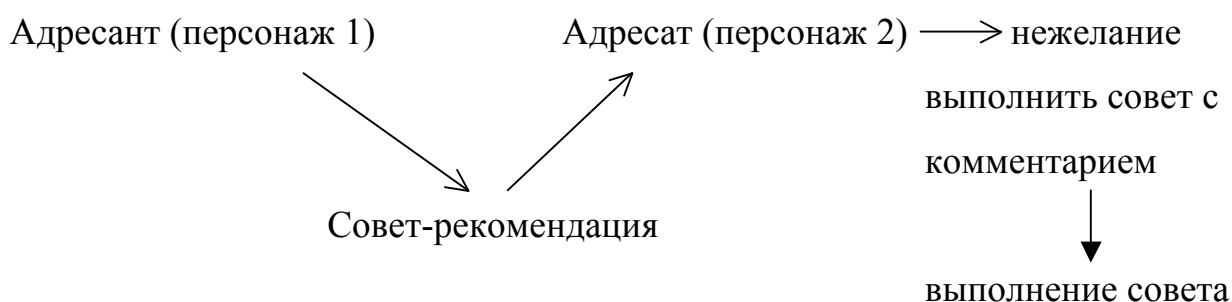 Адресант (персонаж 1)
Адресат (персонаж 2)
нежелание
выполнить совет с
комментарием
Совет-рекомендация
выполнение совета